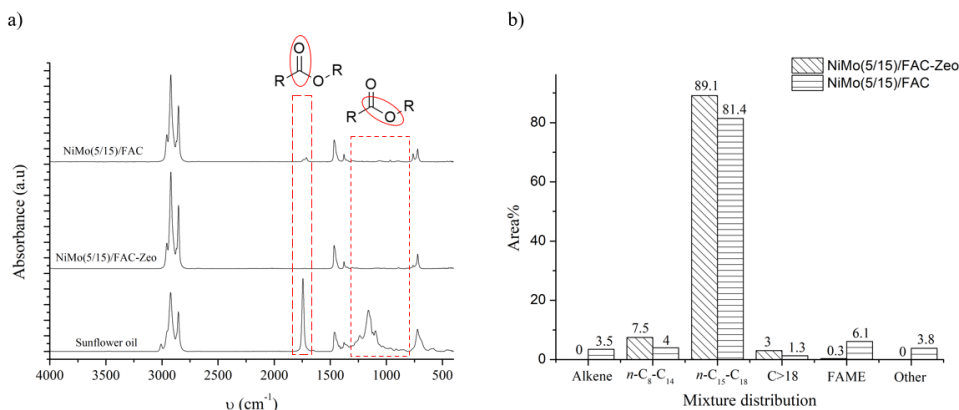 a)
O
R
O
R
O
R
O
R
NiMo(5/15)/FAC
NiMo(5/15)/FAC-Zeo
Sunflower oil
Absorbance (a.u)
4000 3500 3000 2500 2000 1500 1000 500
υ (cm⁻¹)
b)
NiMo(5/15)/FAC-Zeo
NiMo(5/15)/FAC
89.1
81.4
80
60
40
20
0
0 3.5
7.5 4
3 1.3
0.3 6.1
0 3.8
Area%
Alkene n-C₈-C₁₄ n-C₁₅-C₁₈ C>18 FAME Other
Mixture distribution